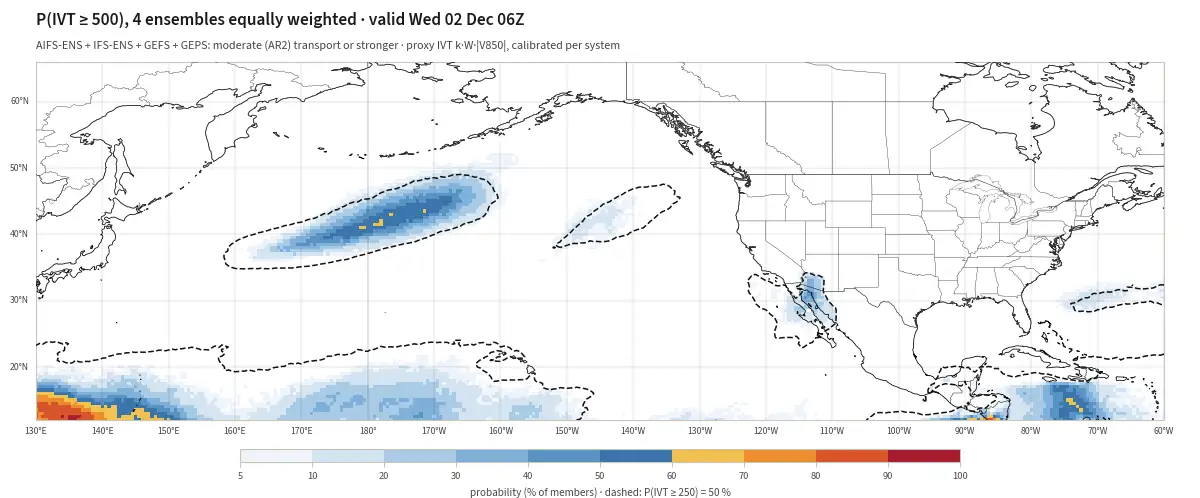 P(IVT ≥ 500), 4 ensembles equally weighted · valid Wed 02 Dec 06Z
AIFS-ENS + IFS-ENS + GEFS + GEPS: moderate (AR2) transport or stronger · proxy IVT k·W·|V850|, calibrated per system
60°N
50°N
40°N
30°N
20°N
130°E 140°E 150°E 160°E 170°E 180° 170°W 160°W 150°W 140°W 130°W 120°W 110°W 100°W 90°W 80°W 70°W 60°W
5 10 20 30 40 50 60 70 80 90 100
probability (% of members) · dashed: P(IVT ≥ 250) = 50 %